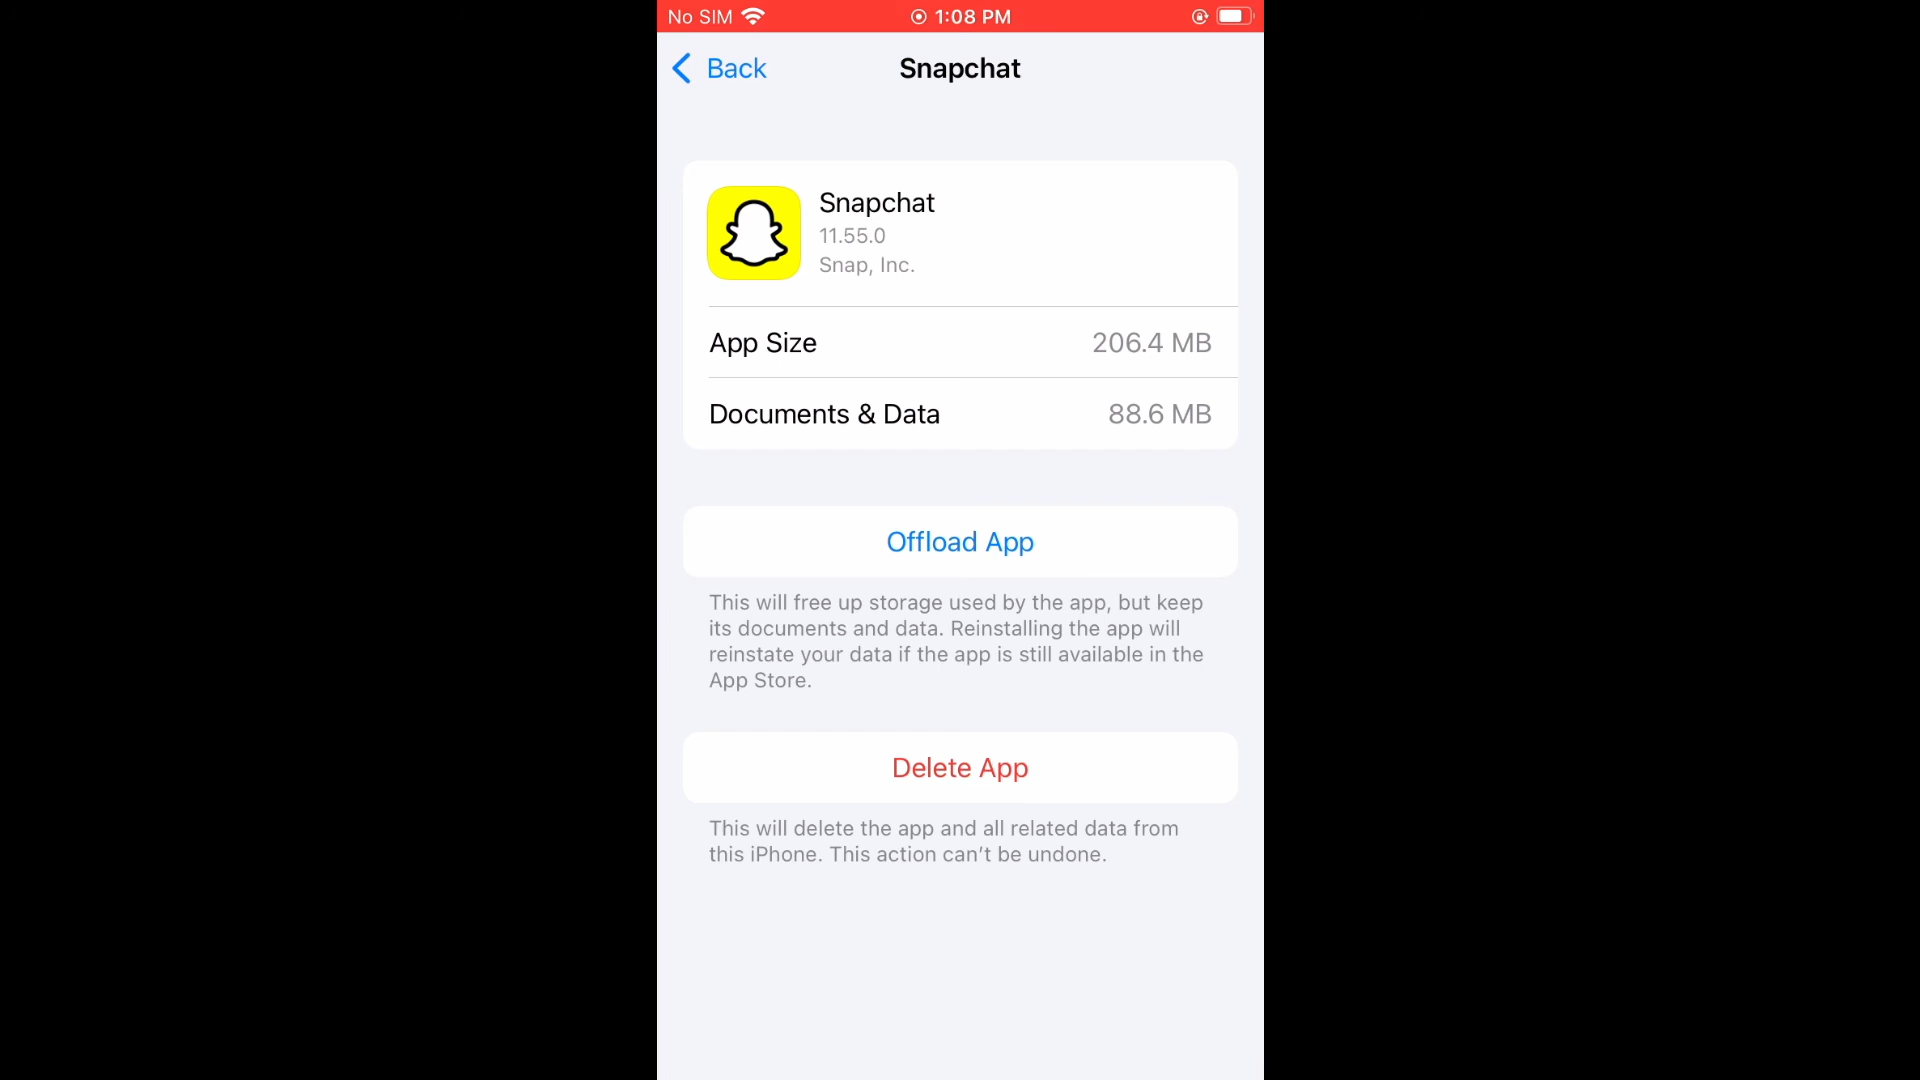 No SIM 1:08 PM
Back Snapchat
Snapchat
11.55.0
Snap, Inc.
App Size 206.4 MB
Documents & Data 88.6 MB
Offload App
This will free up storage used by the app, but keep
its documents and data. Reinstalling the app will
reinstate your data if the app is still available in the
App Store.
Delete App
This will delete the app and all related data from
this iPhone. This action can’t be undone.